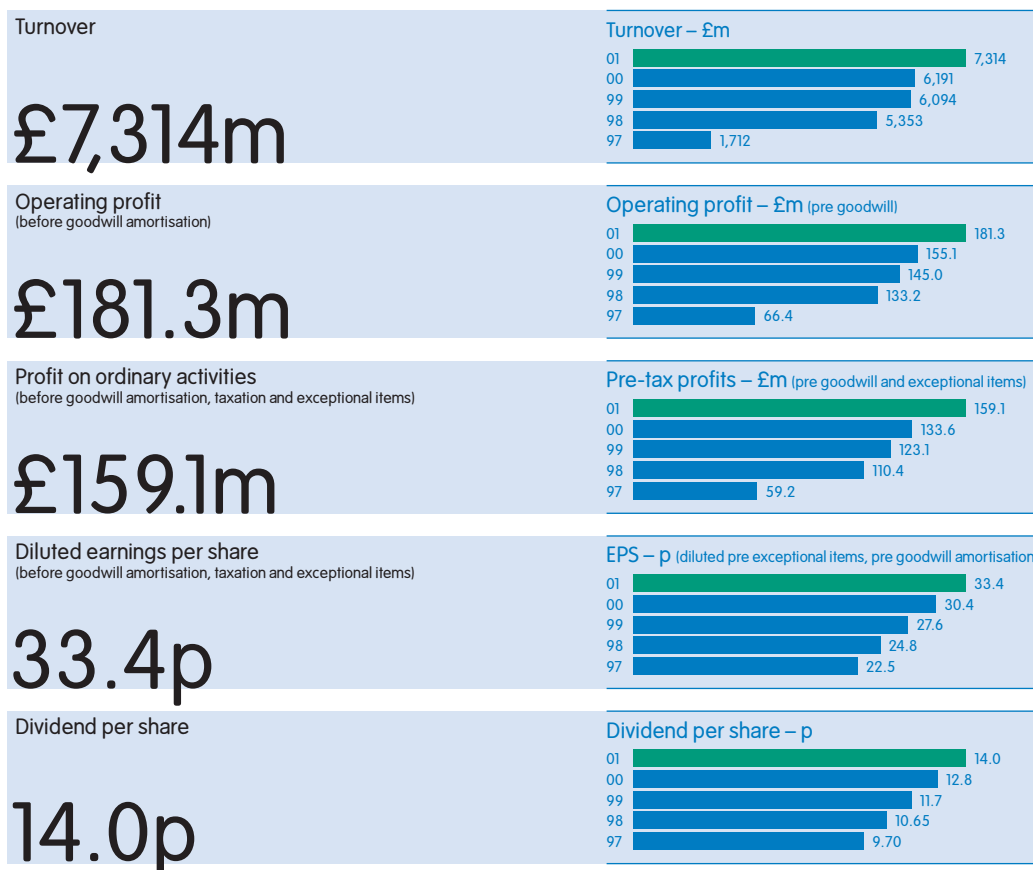 Turnover
£7,314m
Turnover – £m
01 7,314
00 6,191
99 6,094
98 5,353
97 1,712
Operating profit
(before goodwill amortisation)
£181.3m
Operating profit – £m (pre goodwill)
01 181.3
00 155.1
99 145.0
98 133.2
97 66.4
Profit on ordinary activities
(before goodwill amortisation, taxation and exceptional items)
£159.1m
Pre-tax profits – £m (pre goodwill and exceptional items)
01 159.1
00 133.6
99 123.1
98 110.4
97 59.2
Diluted earnings per share
(before goodwill amortisation, taxation and exceptional items)
33.4p
EPS – p (diluted pre exceptional items, pre goodwill amortisation
01 33.4
00 30.4
99 27.6
98 24.8
97 22.5
Dividend per share
14.0p
Dividend per share – p
01 14.0
00 12.8
99 11.7
98 10.65
97 9.70